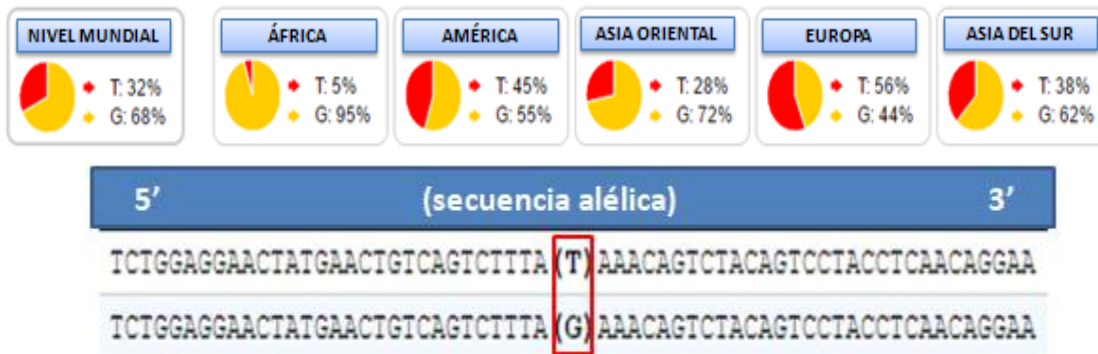 NIVEL MUNDIAL
T: 32%
G: 68%
ÁFRICA
T: 5%
G: 95%
AMÉRICA
T: 45%
G: 55%
ASIA ORIENTAL
T: 28%
G: 72%
EUROPA
T: 56%
G: 44%
ASIA DEL SUR
T: 38%
G: 62%
5’ (secuencia alélica) 3’
TCTGGAGGAACTATGAACTGTCAGTCTTTA(T)AAACAGTCTACAGTCCTACCTCAACAGGAA
TCTGGAGGAACTATGAACTGTCAGTCTTTA(G)AAACAGTCTACAGTCCTACCTCAACAGGAA